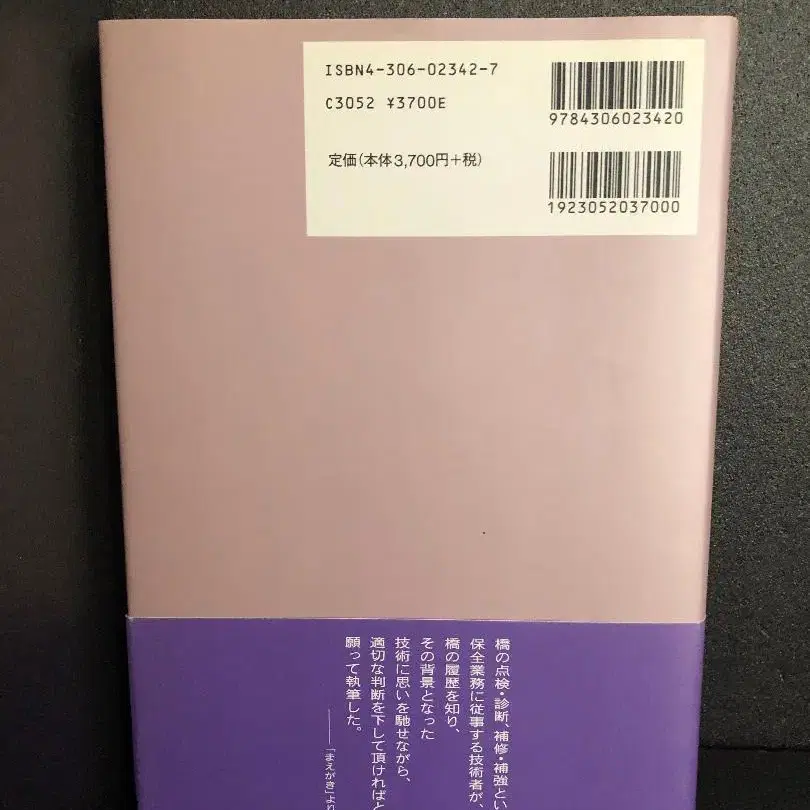 ISBN4-306-02342-7
C3052 ¥3700E
定価(本体3,700円+税)
9784306023420
1923052037000
橋の点検・診断、補修・補強とい
保全業務に従事する技術者が、
橋の履歴を知り、
その背景となった
技術に思いを馳せながら、
適切な判断を下して頂ければと
願って執筆した。
——「まえがき」より